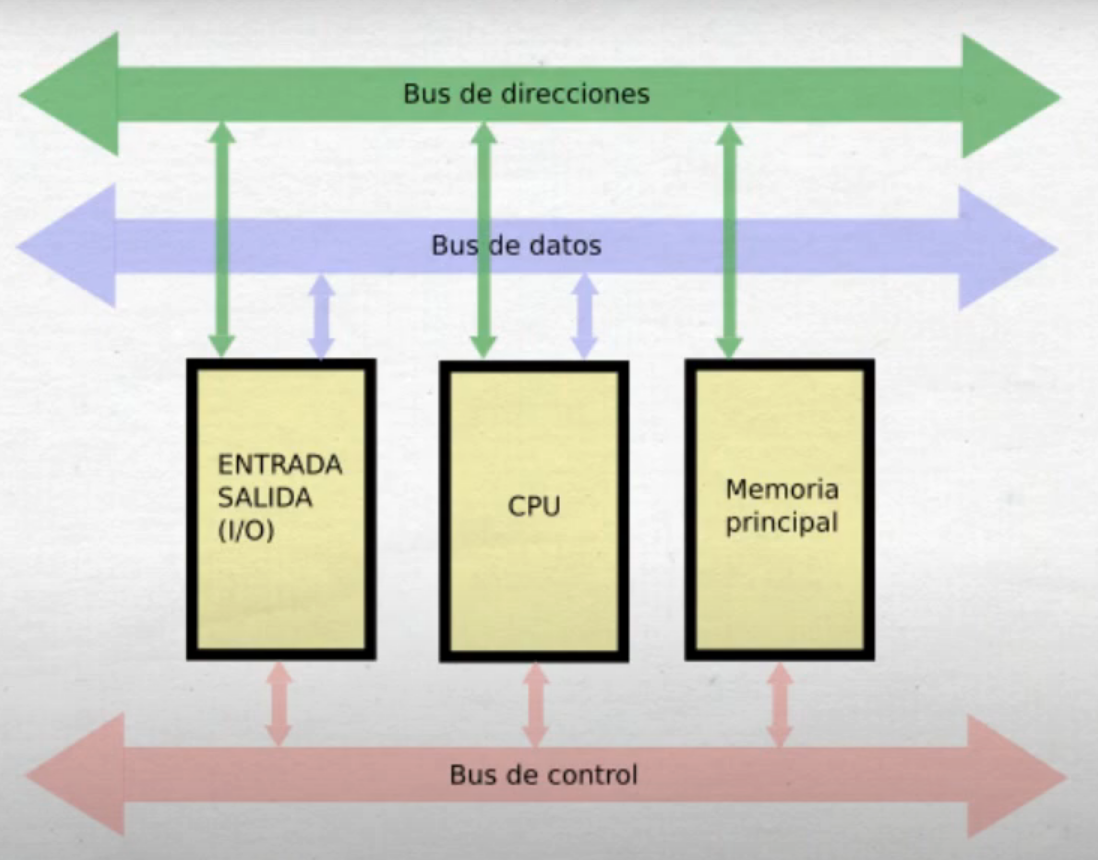 Bus de direcciones
Bus de datos
ENTRADA
SALIDA
(I/O)
CPU
Memoria
principal
Bus de control